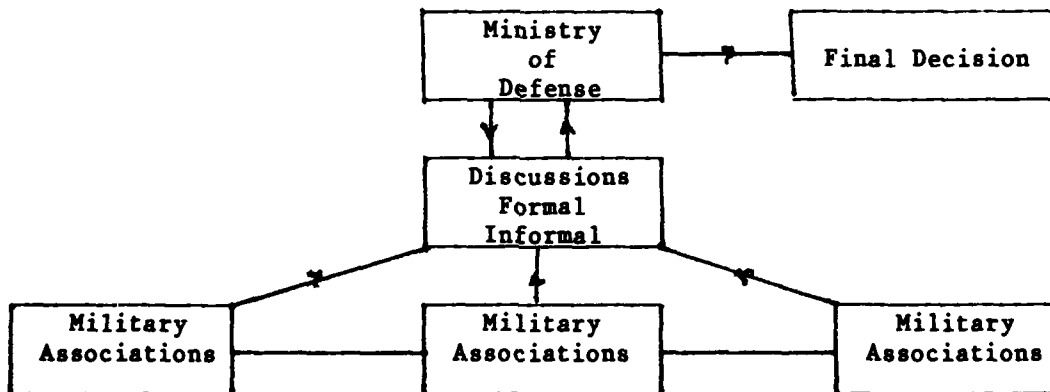 Ministry
of
Defense
Final Decision
Discussions
Formal
Informal
Military
Associations
Military
Associations
Military
Associations